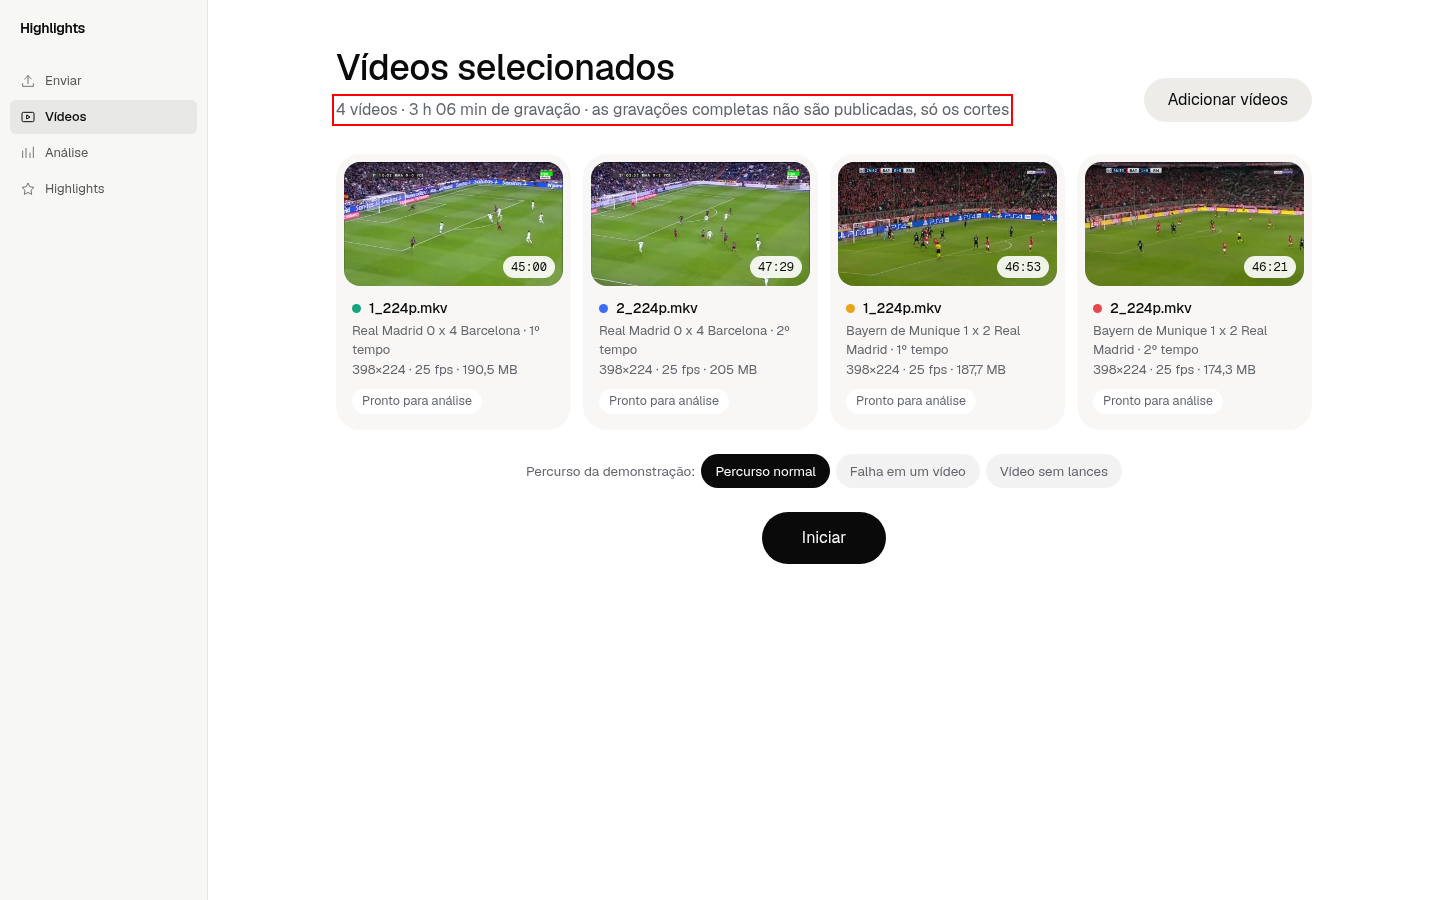 Highlights
Enviar
Vídeos
Análise
Highlights
Vídeos selecionados
4 vídeos · 3 h 06 min de gravação · as gravações completas não são publicadas, só os cortes
Adicionar vídeos
45:00
47:29
46:53
46:21
1_224p.mkv
Real Madrid 0 x 4 Barcelona · 1º
tempo
398×224 · 25 fps · 190,5 MB
Pronto para análise
2_224p.mkv
Real Madrid 0 x 4 Barcelona · 2º
tempo
398×224 · 25 fps · 205 MB
Pronto para análise
1_224p.mkv
Bayern de Munique 1 x 2 Real
Madrid · 1º tempo
398×224 · 25 fps · 187,7 MB
Pronto para análise
2_224p.mkv
Bayern de Munique 1 x 2 Real
Madrid · 2º tempo
398×224 · 25 fps · 174,3 MB
Pronto para análise
Percurso da demonstração:
Percurso normal
Falha em um vídeo
Vídeo sem lances
Iniciar